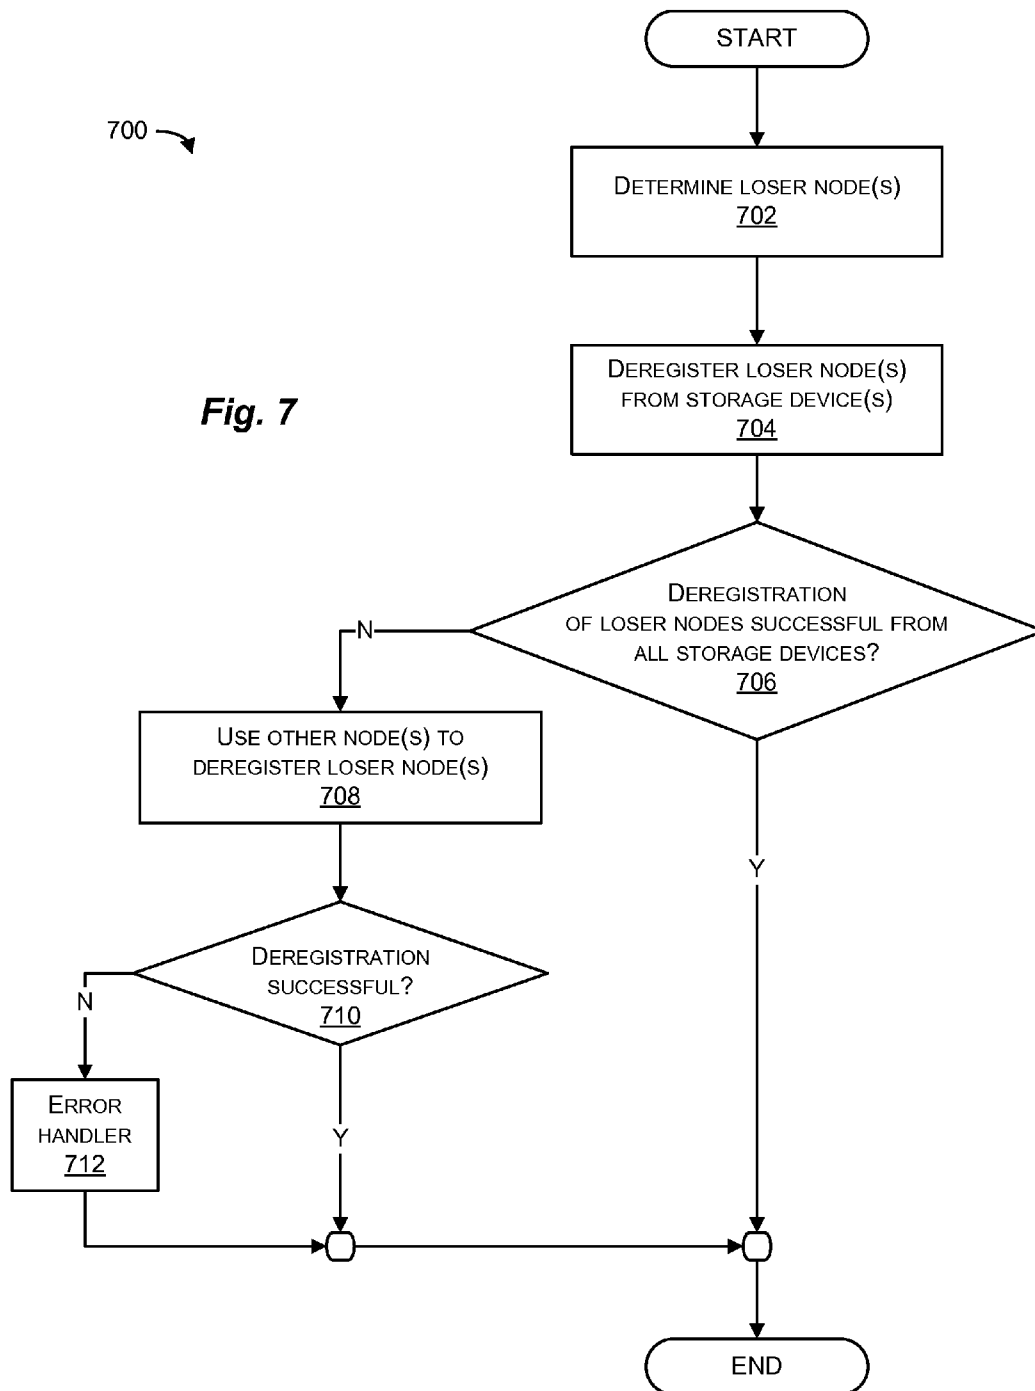 START
700
DETERMINE LOSER NODE(S)
702
DEREGISTER LOSER NODE(S)
FROM STORAGE DEVICE(S)
704
Fig. 7
DEREGISTRATION
OF LOSER NODES SUCCESSFUL FROM
ALL STORAGE DEVICES?
706
N
USE OTHER NODE(S) TO
DEREGISTER LOSER NODE(S)
708
Y
DEREGISTRATION
SUCCESSFUL?
710
N
ERROR
HANDLER
712
Y
END